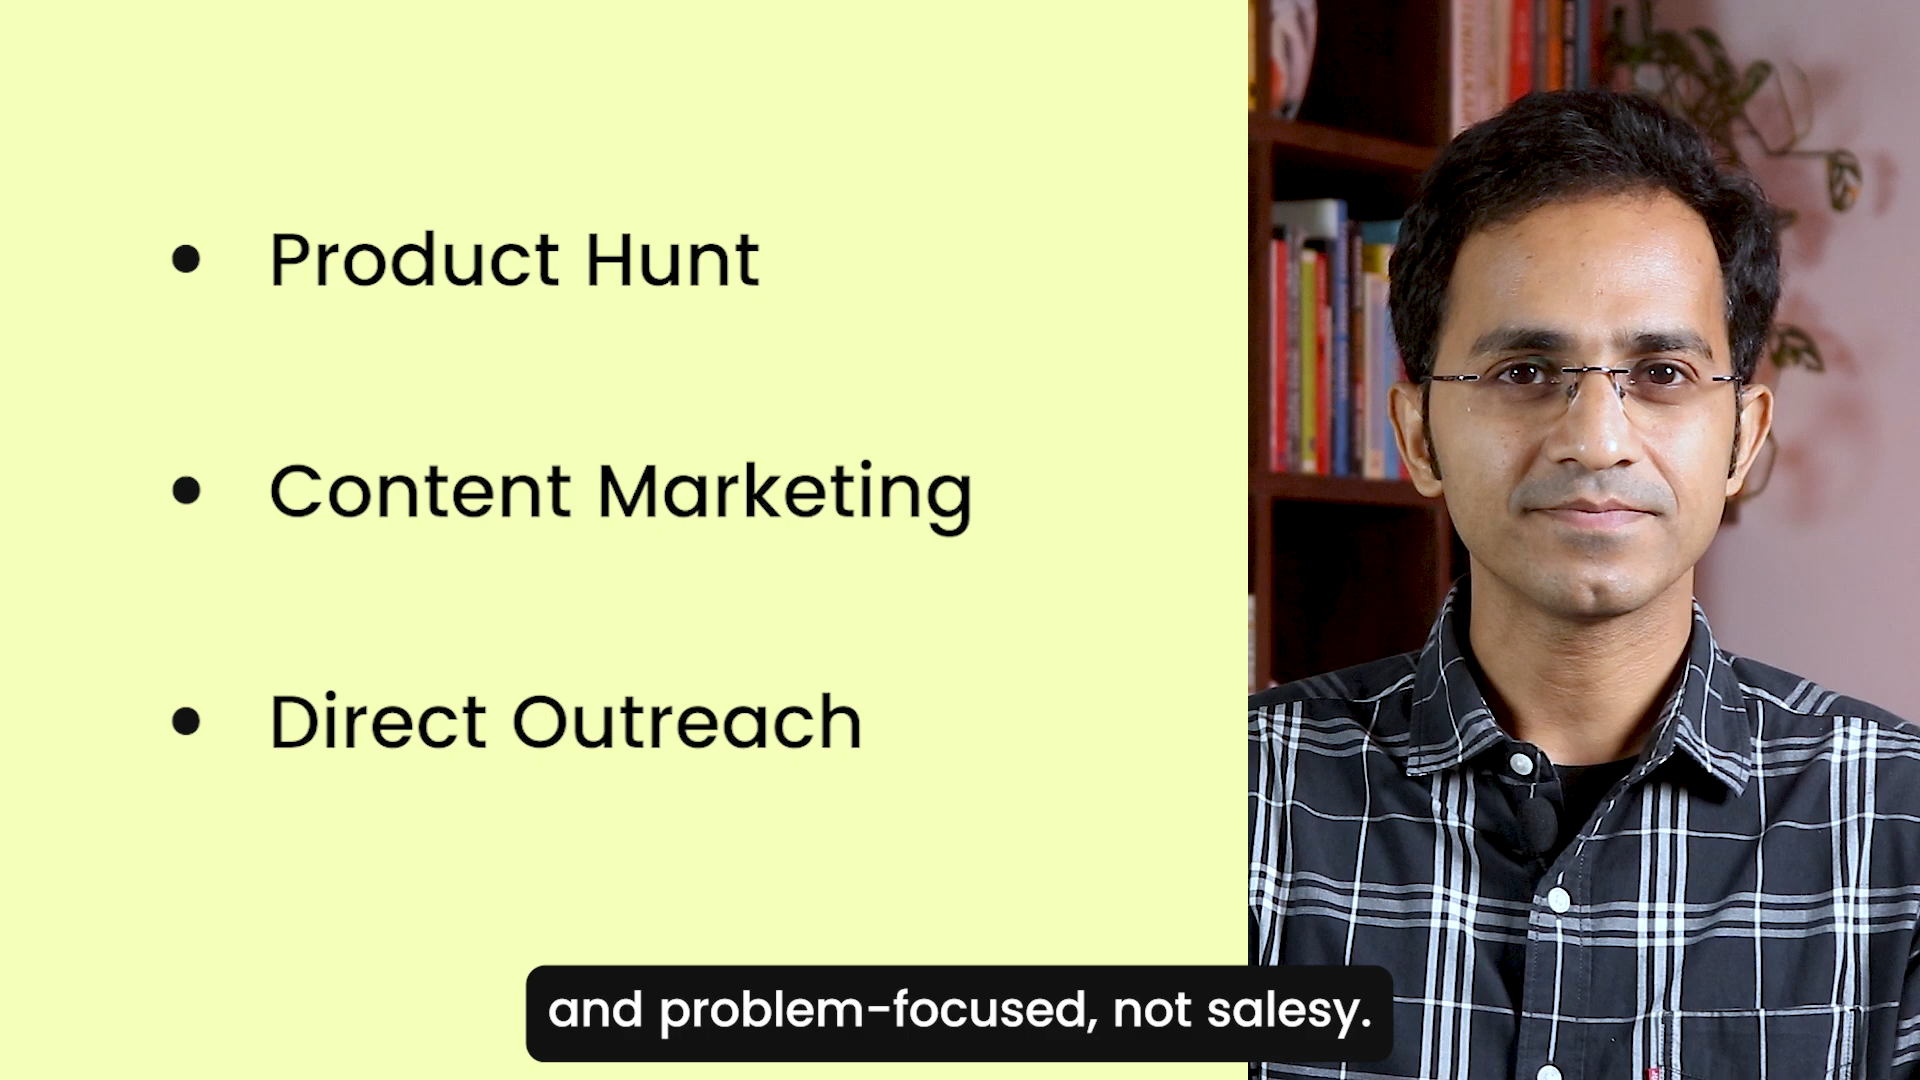 Product Hunt
Content Marketing
Direct Outreach
and problem-focused, not salesy.